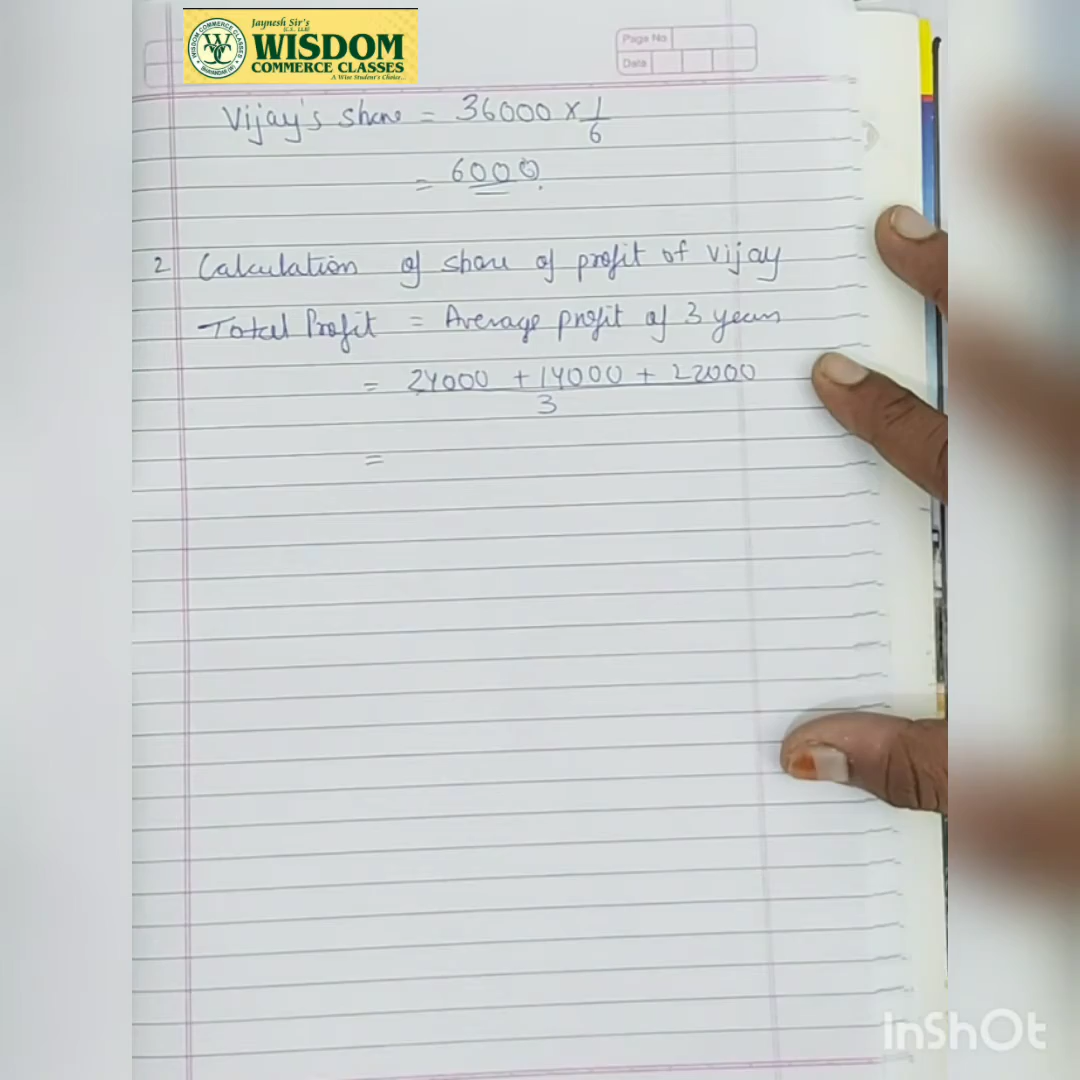 Jaynesh Sir's
WISDOM
COMMERCE CLASSES
A Wise Student's Choice...
Page No.
Date
Vijay's share = 36000 × 1/6
= 6000
2 Calculation of share of profit of Vijay
Total Profit = Average profit of 3 years
= 24000 + 14000 + 22000
3
=
InShOt